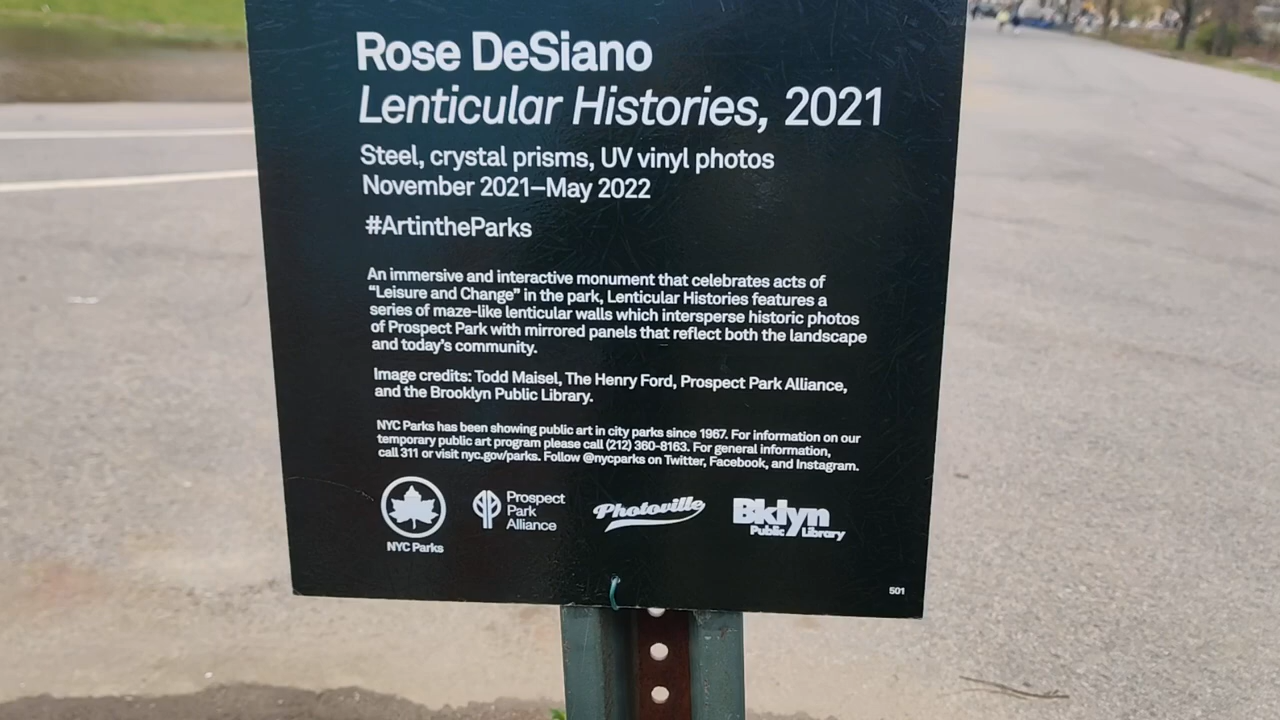 Rose DeSiano
Lenticular Histories, 2021
Steel, crystal prisms, UV vinyl photos
November 2021–May 2022
#ArtintheParks
An immersive and interactive monument that celebrates acts of
“Leisure and Change” in the park, Lenticular Histories features a
series of maze-like lenticular walls which intersperse historic photos
of Prospect Park with mirrored panels that reflect both the landscape
and today’s community.
Image credits: Todd Maisel, The Henry Ford, Prospect Park Alliance,
and the Brooklyn Public Library.
NYC Parks has been showing public art in city parks since 1967. For information on our
temporary public art program please call (212) 360-8163. For general information,
call 311 or visit nyc.gov/parks. Follow @nycparks on Twitter, Facebook, and Instagram.
NYC Parks
Prospect
Park
Alliance
Photoville
Bklyn
Public Library
501